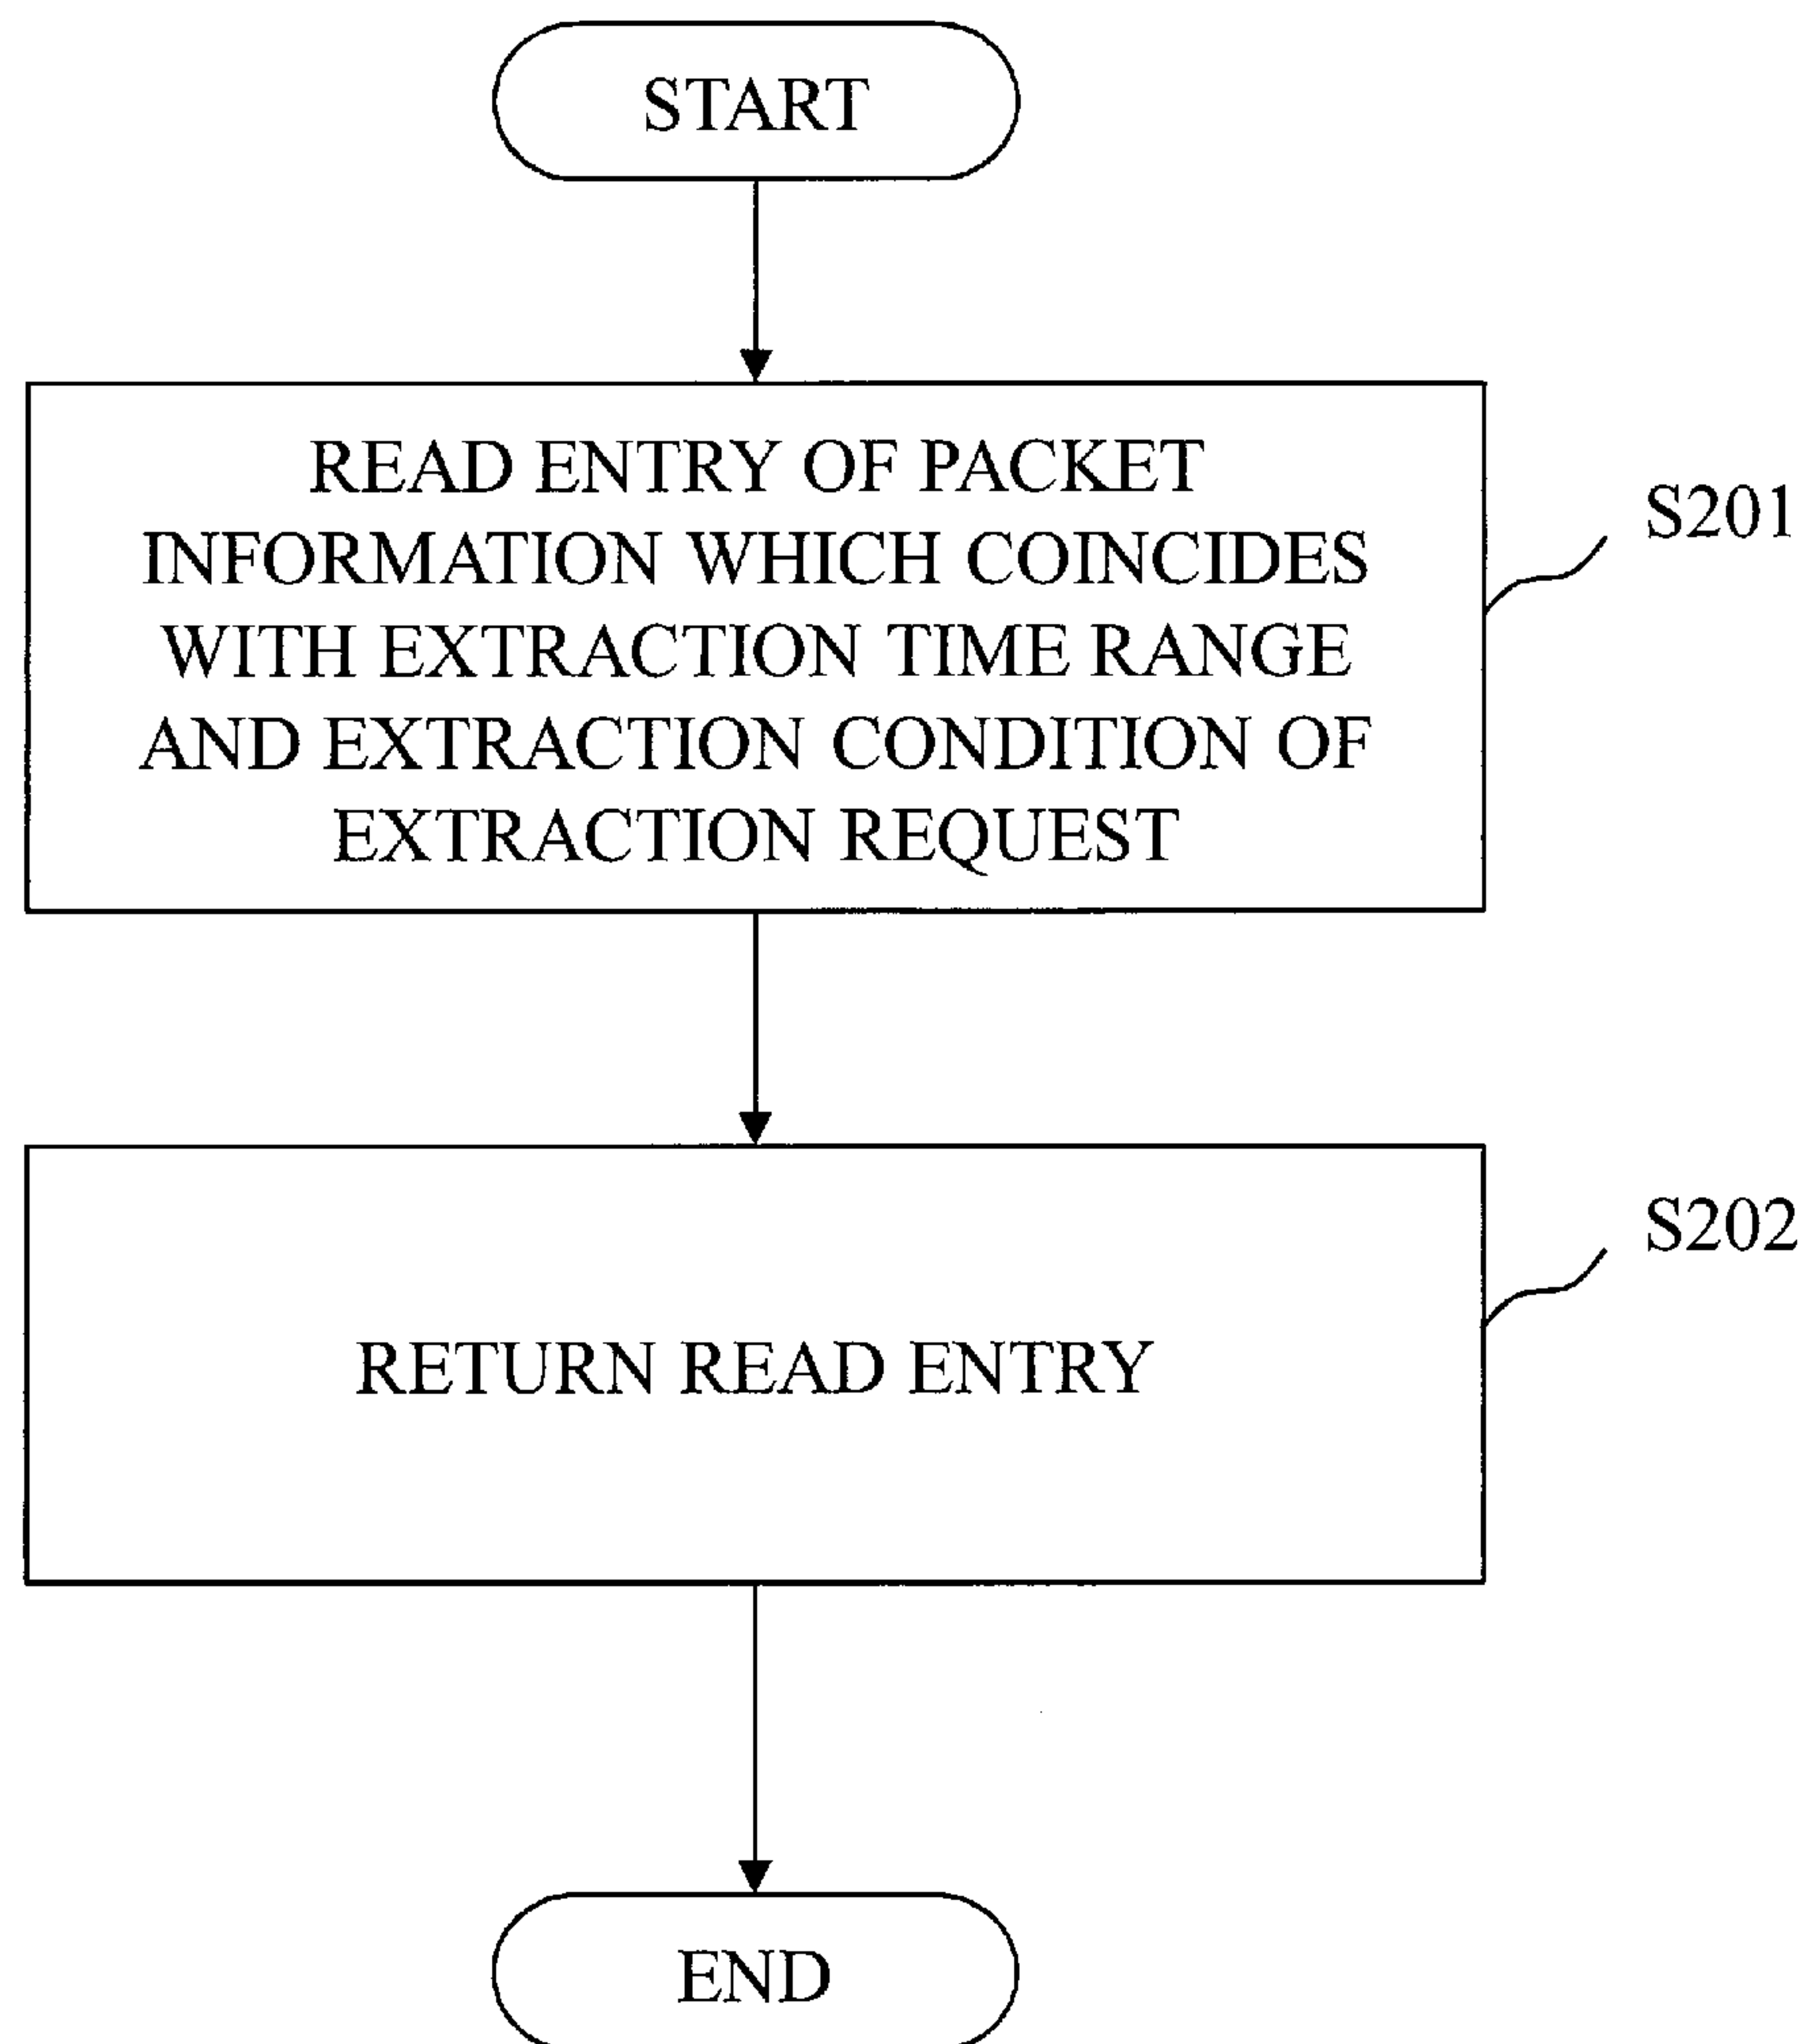 START
READ ENTRY OF PACKET
INFORMATION WHICH COINCIDES
WITH EXTRACTION TIME RANGE
AND EXTRACTION CONDITION OF
EXTRACTION REQUEST
S201
RETURN READ ENTRY
S202
END